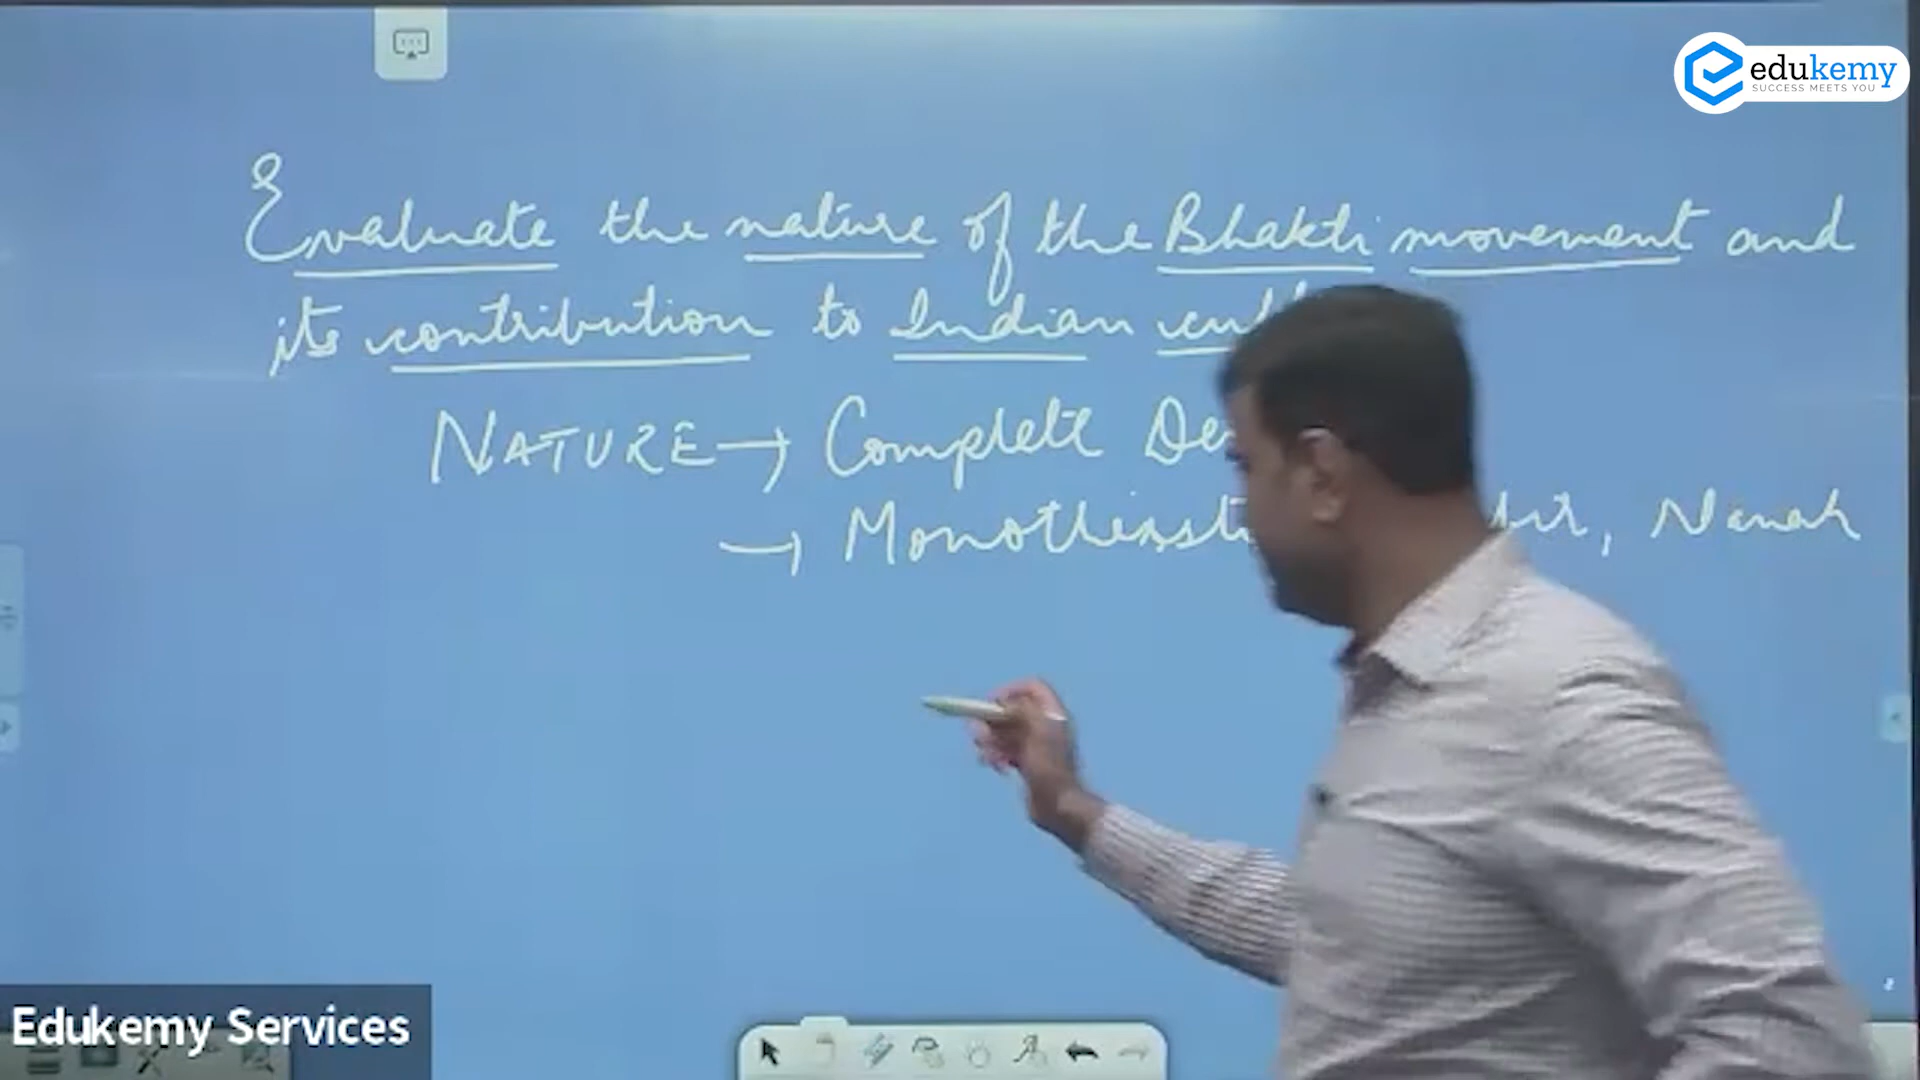 edukemy
SUCCESS MEETS YOU
Evaluate the nature of the Bhakti movement and
its contribution to Indian
NATURE → Complete
→ Nanak
Edukemy Services